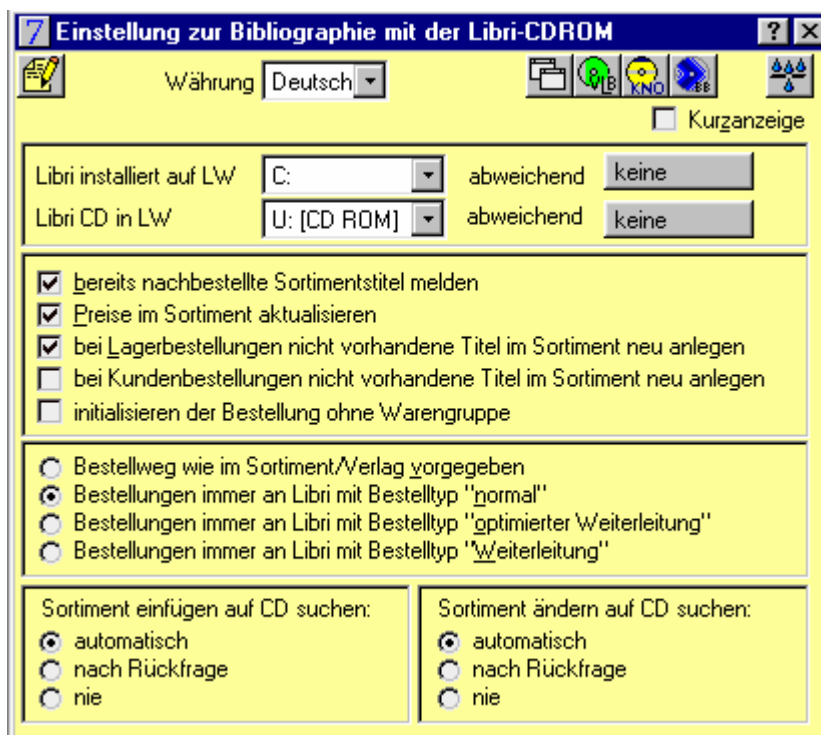 7 Einstellung zur Bibliographie mit der Libri-CDROM ? ×
Währung Deutsch VLB KNO BB
Kurzanzeige
Libri installiert auf LW C: abweichend keine
Libri CD in LW U: [CD ROM] abweichend keine
bereits nachbestellte Sortimentstitel melden
Preise im Sortiment aktualisieren
bei Lagerbestellungen nicht vorhandene Titel im Sortiment neu anlegen
bei Kundenbestellungen nicht vorhandene Titel im Sortiment neu anlegen
initialisieren der Bestellung ohne Warengruppe
Bestellweg wie im Sortiment/Verlag vorgegeben
Bestellungen immer an Libri mit Bestelltyp "normal"
Bestellungen immer an Libri mit Bestelltyp "optimierter Weiterleitung"
Bestellungen immer an Libri mit Bestelltyp "Weiterleitung"
Sortiment einfügen auf CD suchen:
automatisch
nach Rückfrage
nie
Sortiment ändern auf CD suchen:
automatisch
nach Rückfrage
nie